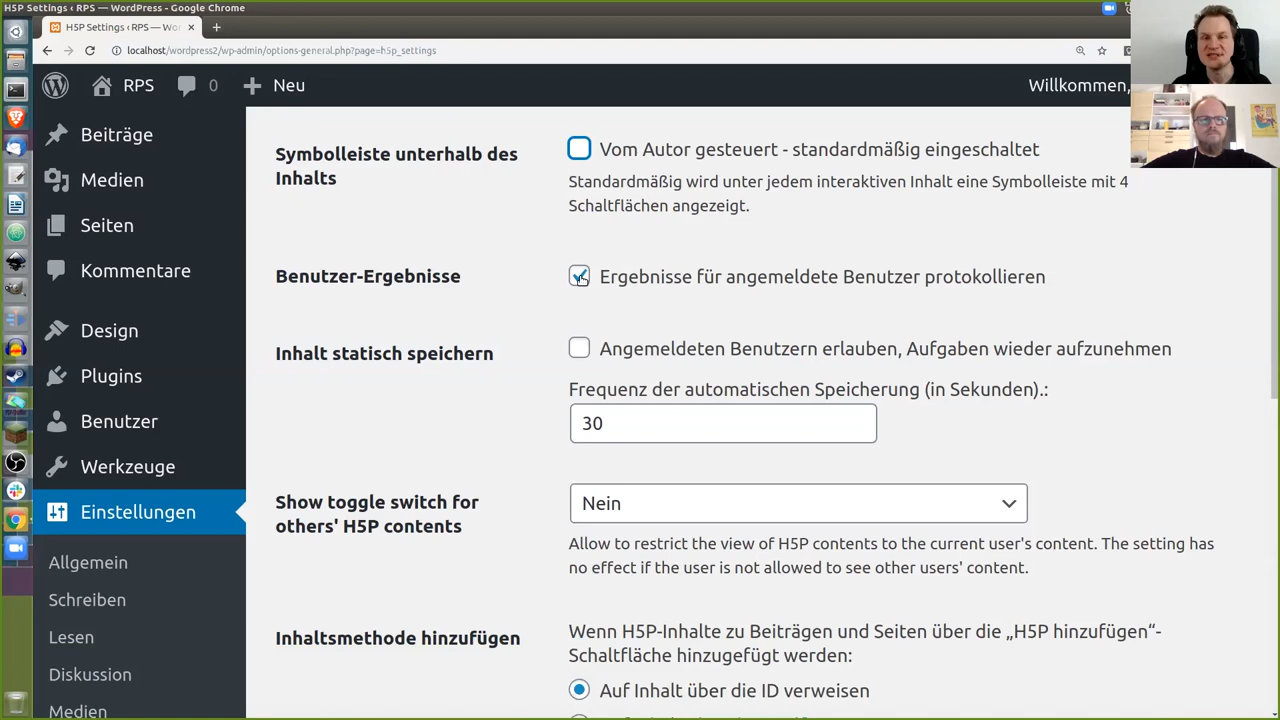 H5P Settings ‹ RPS — WordPress - Google Chrome
H5P Settings ‹ RPS — Wor
localhost/wordpress2/wp-admin/options-general.php?page=h5p_settings
RPS
0
Neu
Willkommen,
Beiträge
Medien
Seiten
Kommentare
Design
Plugins
Benutzer
Werkzeuge
Einstellungen
Allgemein
Schreiben
Lesen
Diskussion
Medien
Symbolleiste unterhalb des
Inhalts
Vom Autor gesteuert - standardmäßig eingeschaltet
Standardmäßig wird unter jedem interaktiven Inhalt eine Symbolleiste mit 4
Schaltflächen angezeigt.
Benutzer-Ergebnisse
Ergebnisse für angemeldete Benutzer protokollieren
Inhalt statisch speichern
Angemeldeten Benutzern erlauben, Aufgaben wieder aufzunehmen
Frequenz der automatischen Speicherung (in Sekunden).:
30
Show toggle switch for
others' H5P contents
Nein
Allow to restrict the view of H5P contents to the current user's content. The setting has
no effect if the user is not allowed to see other users' content.
Inhaltsmethode hinzufügen
Wenn H5P-Inhalte zu Beiträgen und Seiten über die „H5P hinzufügen“-
Schaltfläche hinzugefügt werden:
Auf Inhalt über die ID verweisen